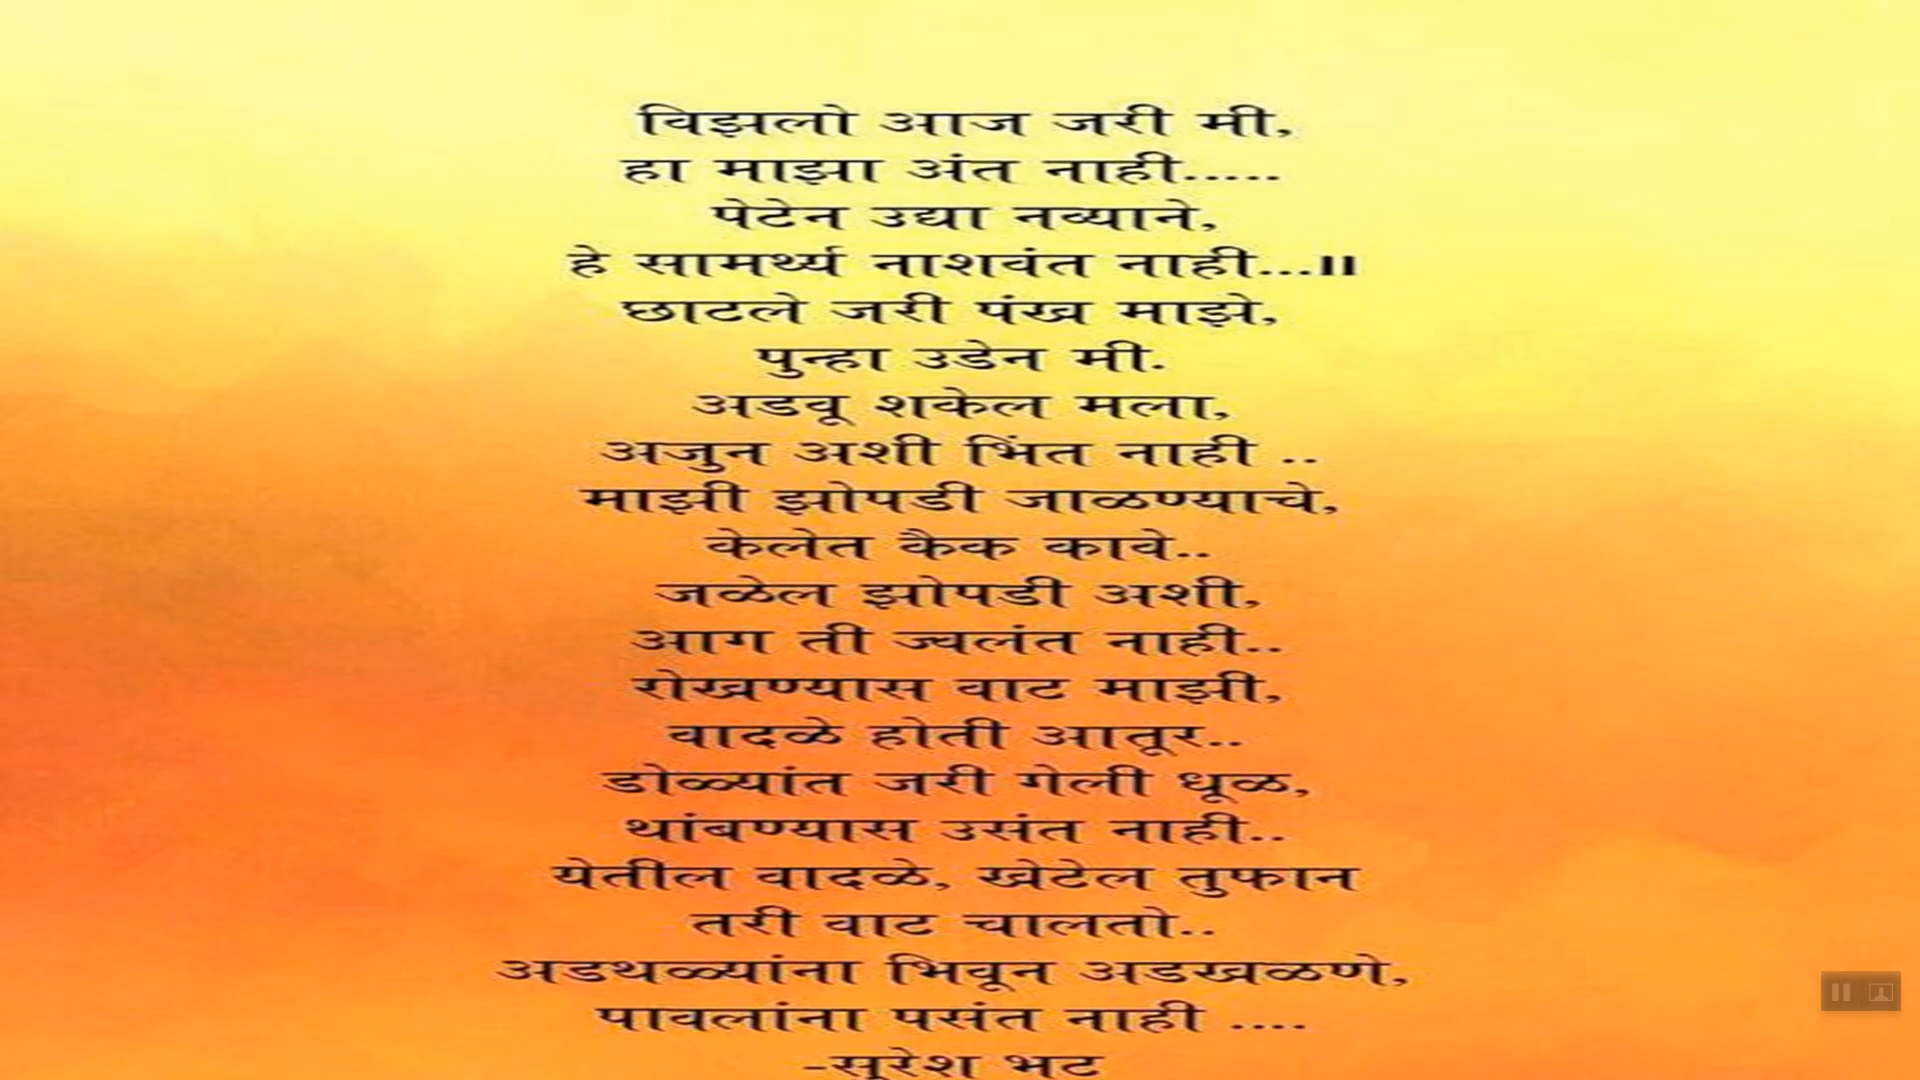 विझलो आज जरी मी,
हा माझा अंत नाही.....
पेटेन उद्या नव्याने,
हे सामर्थ्य नाशवंत नाही...II
छाटले जरी पंख माझे,
पुन्हा उडेन मी.
अडवू शकेल मला,
अजुन अशी भिंत नाही ..
माझी झोपडी जाळण्याचे,
केलेत कैक कावे..
जळेल झोपडी अशी,
आग ती ज्वलंत नाही..
रोखण्यास वाट माझी,
वादळे होती आतूर..
डोळ्यांत जरी गेली धूळ,
थांबण्यास उसंत नाही..
येतील वादळे, खेटेल तुफान
तरी वाट चालतो..
अडथळ्यांना भिवून अडखळणे,
पावलांना पसंत नाही ....
-सुरेश भट